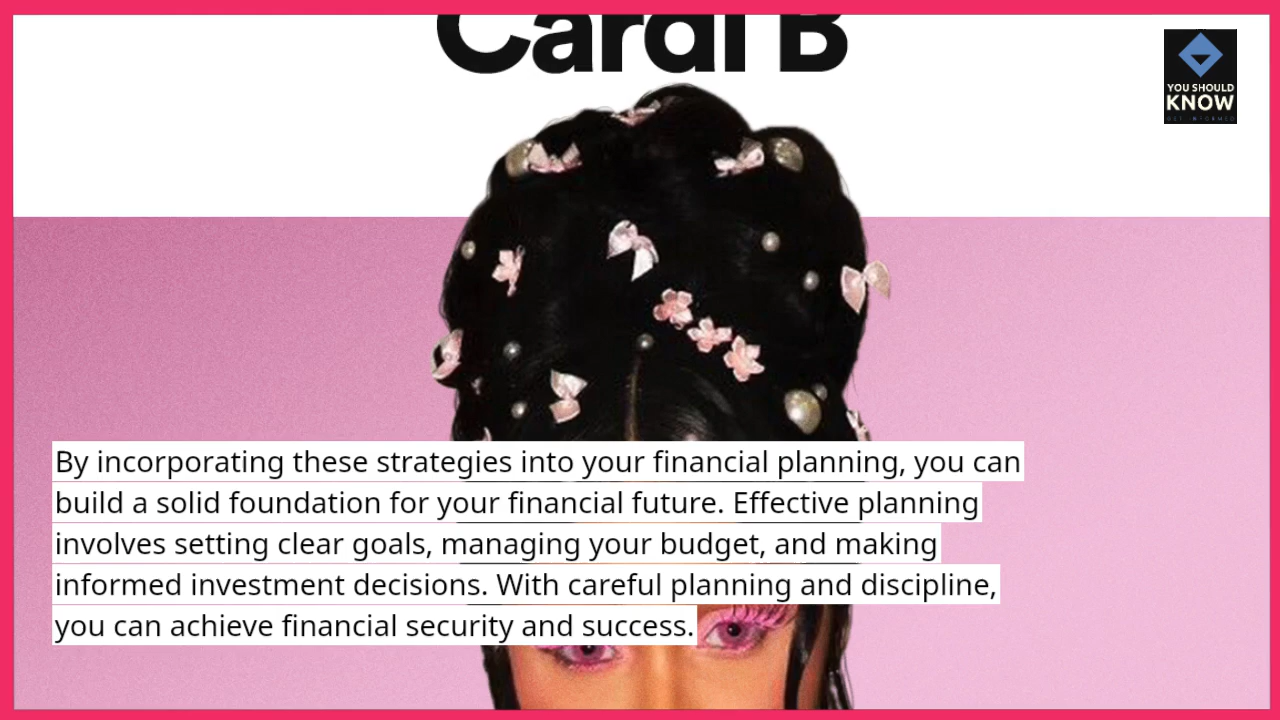 Cardi B
YOU SHOULD
KNOW
GET INFORMED
By incorporating these strategies into your financial planning, you can
build a solid foundation for your financial future. Effective planning
involves setting clear goals, managing your budget, and making
informed investment decisions. With careful planning and discipline,
you can achieve financial security and success.